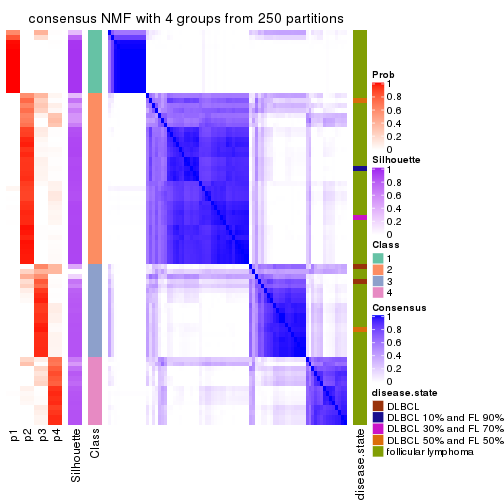 consensus NMF with 4 groups from 250 partitions
Prob
1
0.8
0.6
0.4
0.2
0
Silhouette
1
0.8
0.6
0.4
0.2
0
Class
1
2
3
4
Consensus
1
0.8
0.6
0.4
0.2
0
disease.state
DLBCL
DLBCL 10% and FL 90%
DLBCL 30% and FL 70%
DLBCL 50% and FL 50%
follicular lymphoma
p1
p2
p3
p4
Silhouette
Class
disease.state